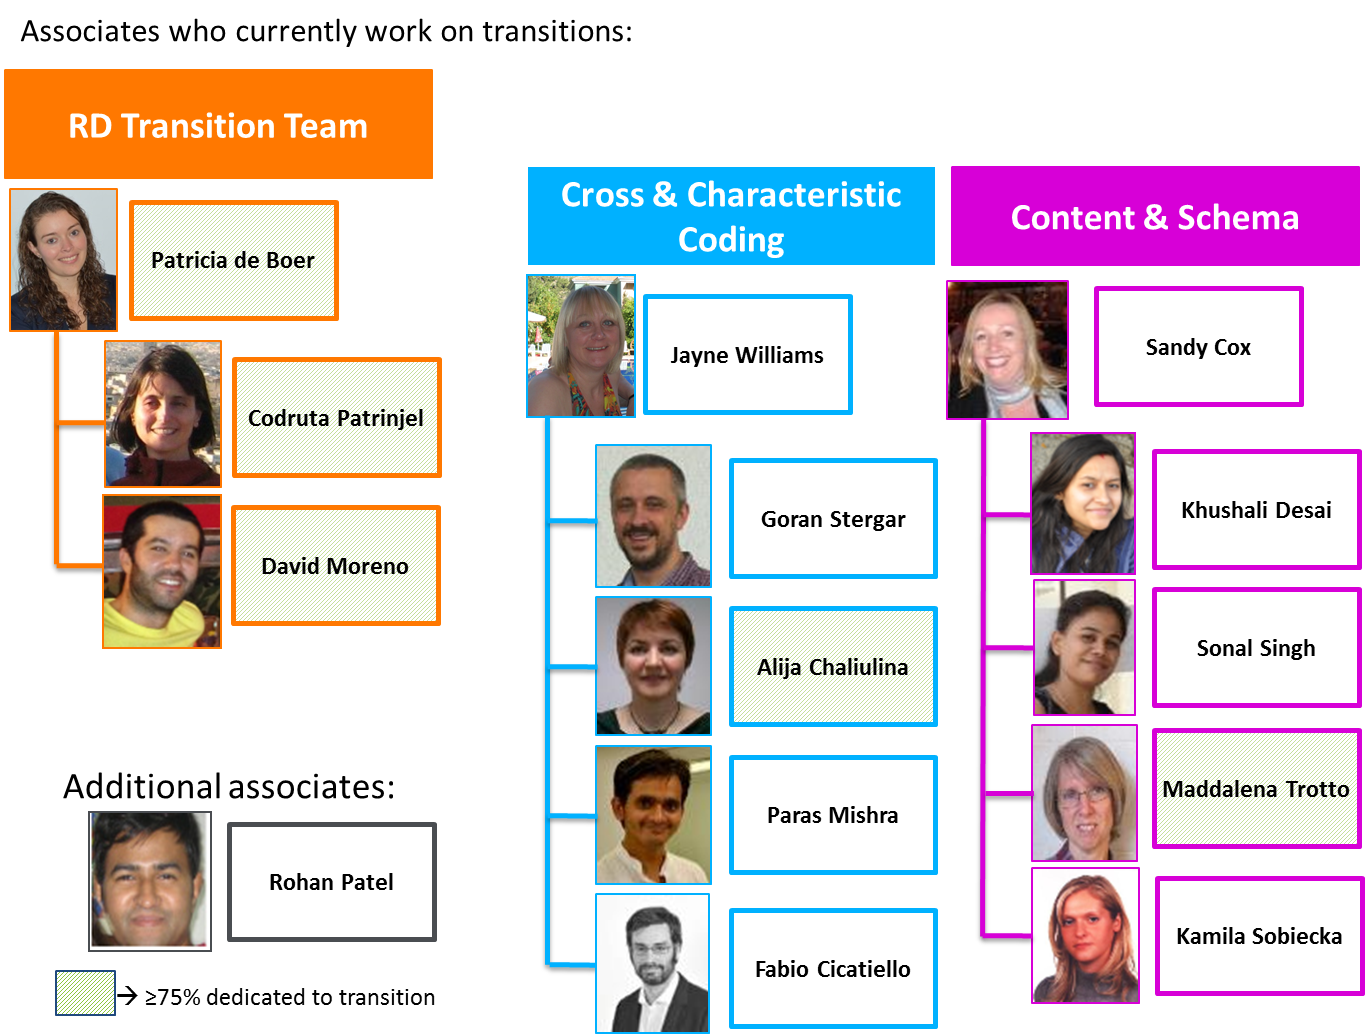 Associates who currently work on transitions:
RD Transition Team
Patricia de Boer
Codruta Patrinjel
David Moreno
Cross & Characteristic
Coding
Jayne Williams
Goran Stergar
Alija Chaliulina
Paras Mishra
Fabio Cicatiello
Content & Schema
Sandy Cox
Khushali Desai
Sonal Singh
Maddalena Trotto
Kamila Sobiecka
Additional associates:
Rohan Patel
→ ≥75% dedicated to transition